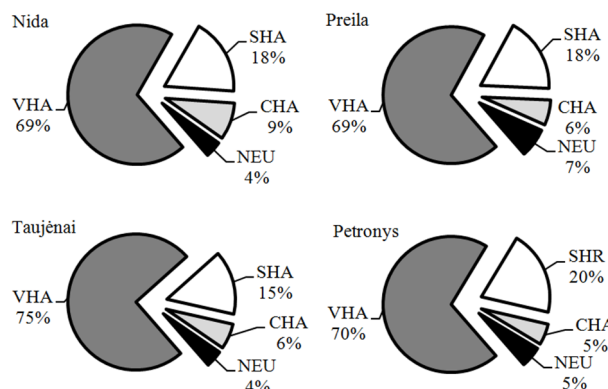 Nida
SHA
18%
VHA
69%
CHA
9%
NEU
4%
Preila
SHA
18%
VHA
69%
CHA
6%
NEU
7%
Taujėnai
SHA
15%
VHA
75%
CHA
6%
NEU
4%
Petronys
SHR
20%
VHA
70%
CHA
5%
NEU
5%